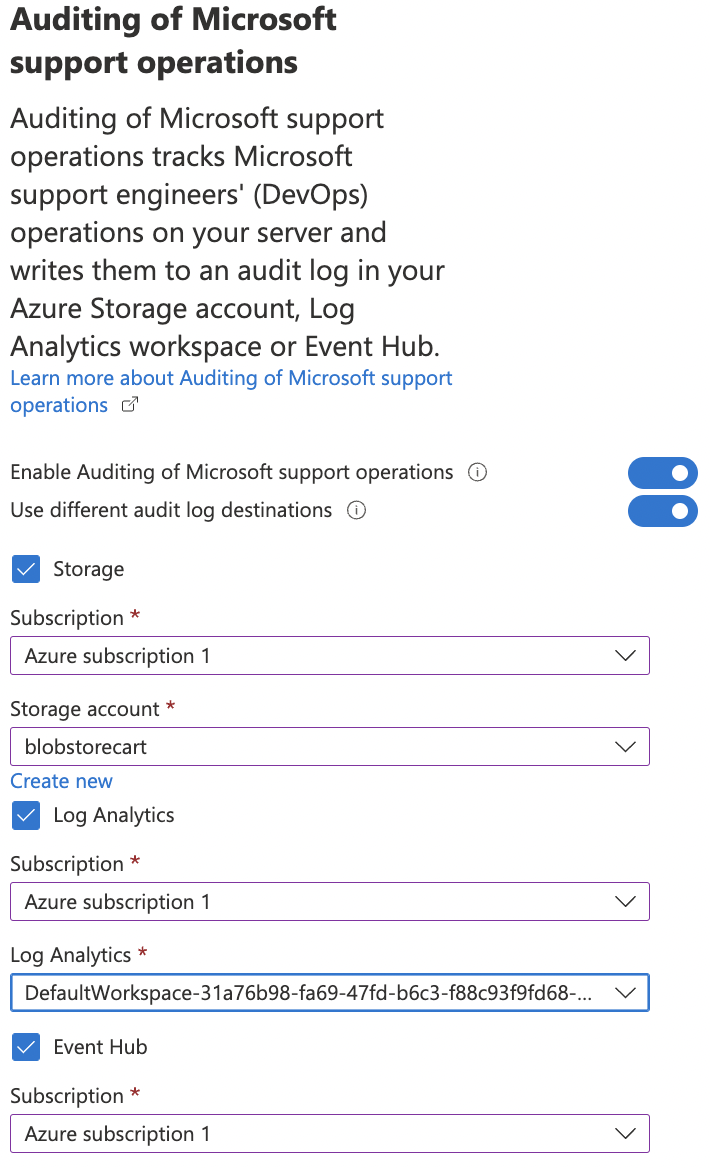 Auditing of Microsoft
support operations
Auditing of Microsoft support
operations tracks Microsoft
support engineers' (DevOps)
operations on your server and
writes them to an audit log in your
Azure Storage account, Log
Analytics workspace or Event Hub.
Learn more about Auditing of Microsoft support
operations
Enable Auditing of Microsoft support operations
Use different audit log destinations
Storage
Subscription *
Azure subscription 1
Storage account *
blobstorecart
Create new
Log Analytics
Subscription *
Azure subscription 1
Log Analytics *
DefaultWorkspace-31a76b98-fa69-47fd-b6c3-f88c93f9fd68-...
Event Hub
Subscription *
Azure subscription 1